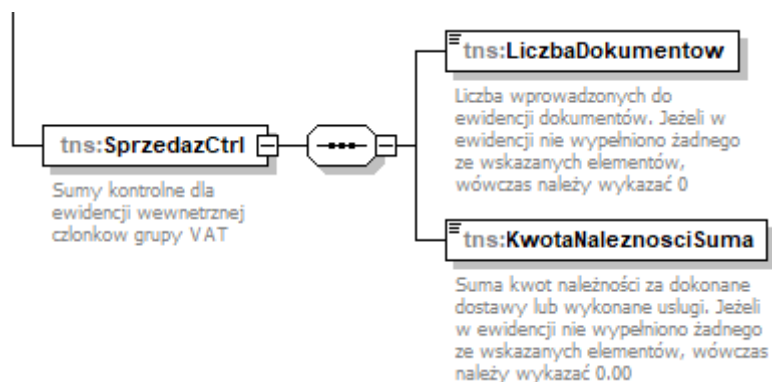 tns:LiczbaDokumentow
Liczba wprowadzonych do
ewidencji dokumentów. Jeżeli w
ewidencji nie wypełniono żadnego
ze wskazanych elementów,
wówczas należy wykazać 0
tns:SprzedazCtrl
Sumy kontrolne dla
ewidencji wewnetrznej
czlonkow grupy VAT
tns:KwotaNaleznosciSuma
Suma kwot należności za dokonane
dostawy lub wykonane uslugi. Jeżeli
w ewidencji nie wypełniono żadnego
ze wskazanych elementów, wówczas
należy wykazać 0.00